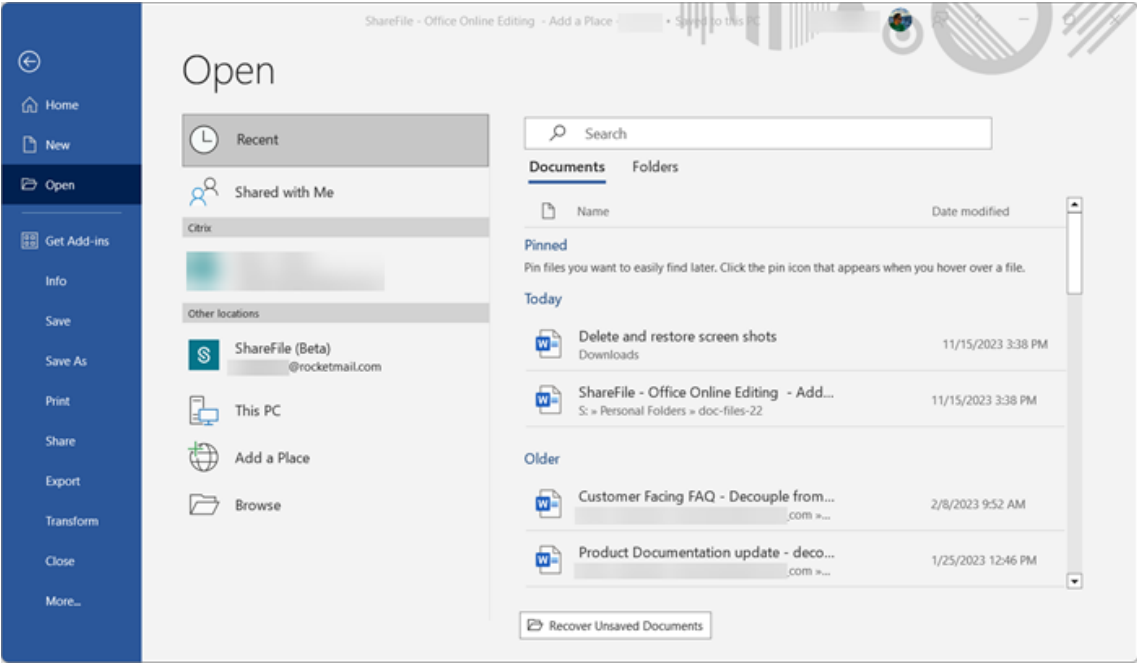 ShareFile - Office Online Editing - Add a Place - • Saved to this PC
Open
Home
New
Open
Get Add-ins
Info
Save
Save As
Print
Share
Export
Transform
Close
More...
Recent
Shared with Me
Citrix
Other locations
ShareFile (Beta)
@rocketmail.com
This PC
Add a Place
Browse
Search
Documents Folders
Name Date modified
Pinned
Pin files you want to easily find later. Click the pin icon that appears when you hover over a file.
Today
Delete and restore screen shots
Downloads
11/15/2023 3:38 PM
ShareFile - Office Online Editing - Add...
S: » Personal Folders » doc-files-22
11/15/2023 3:38 PM
Older
Customer Facing FAQ - Decouple from...
.com »...
2/8/2023 9:52 AM
Product Documentation update - deco...
.com »...
1/25/2023 12:46 PM
Recover Unsaved Documents